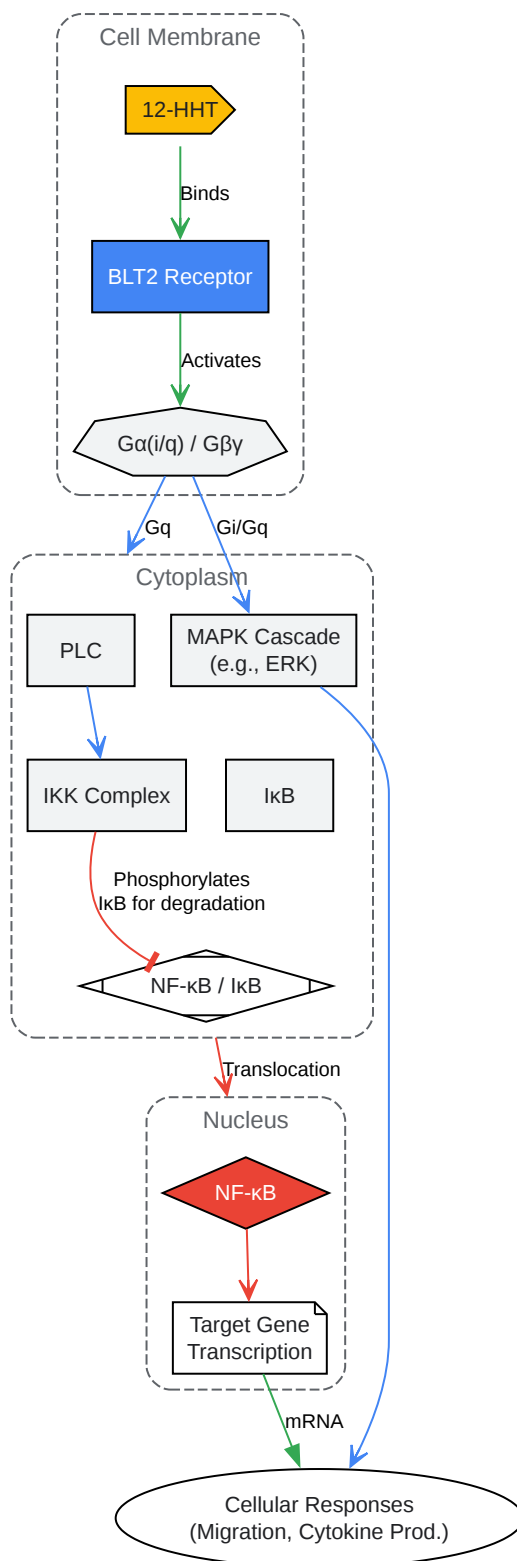 Cell Membrane
12-HHT
Binds
BLT2 Receptor
Activates
Gα(i/q) / Gβγ
Gq
Gi/Gq
Cytoplasm
PLC
MAPK Cascade
(e.g., ERK)
IKK Complex
IκB
Phosphorylates
IκB for degradation
NF-κB / IκB
Translocation
Nucleus
NF-κB
Target Gene
Transcription
mRNA
Cellular Responses
(Migration, Cytokine Prod.)